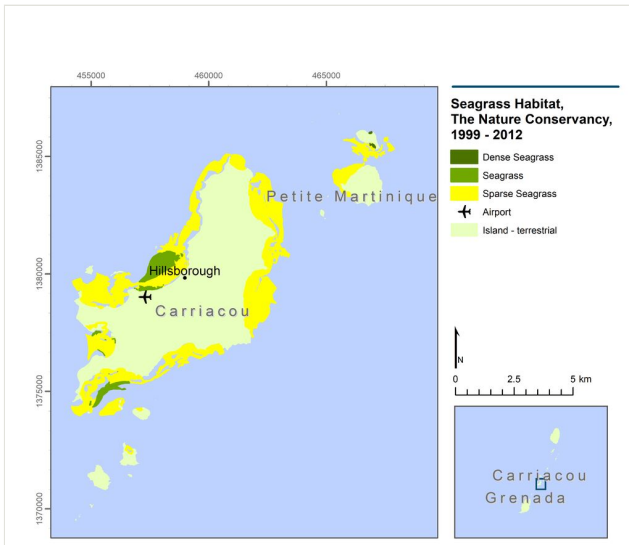 455000 460000 465000
1385000
1380000
1375000
1370000
Petite Martinique
Hillsborough
Carriacou
Seagrass Habitat,
The Nature Conservancy,
1999 - 2012
Dense Seagrass
Seagrass
Sparse Seagrass
Airport
Island - terrestrial
N
0 2.5 5 km
Carriacou
Grenada